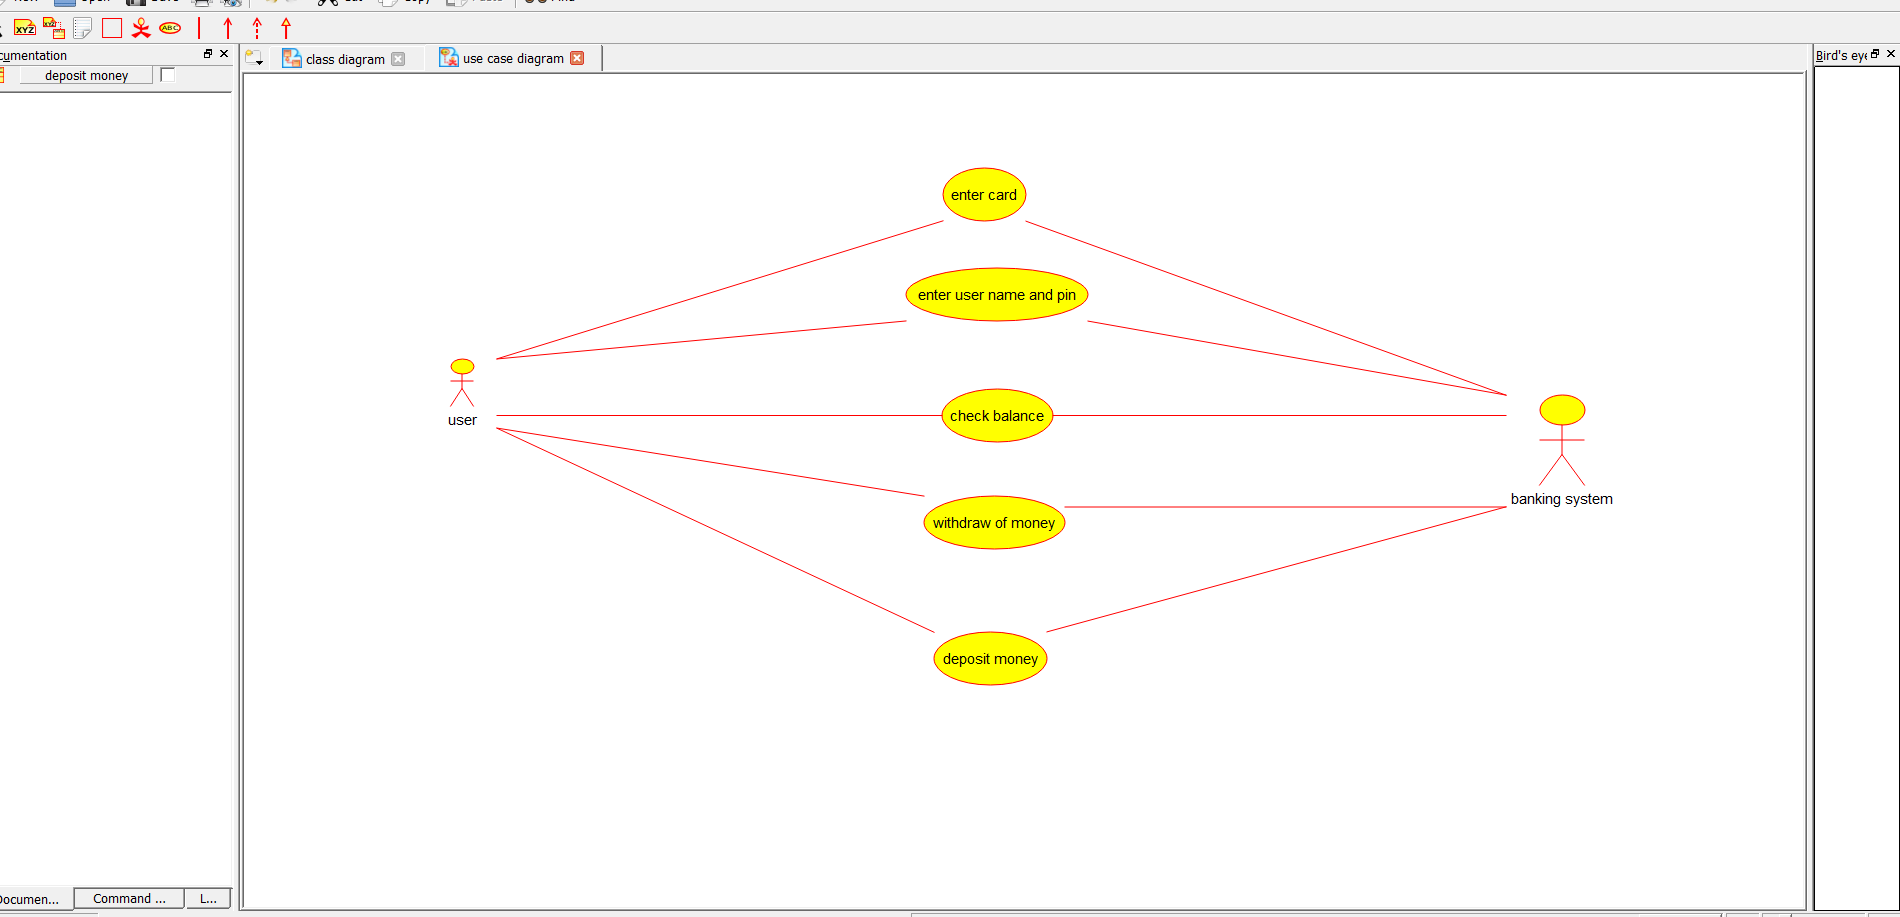 XYZ
XYZ
ABC
cumentation
deposit money
class diagram
use case diagram
Bird's eye
enter card
enter user name and pin
user
check balance
banking system
withdraw of money
deposit money
Documen...
Command ...
L...